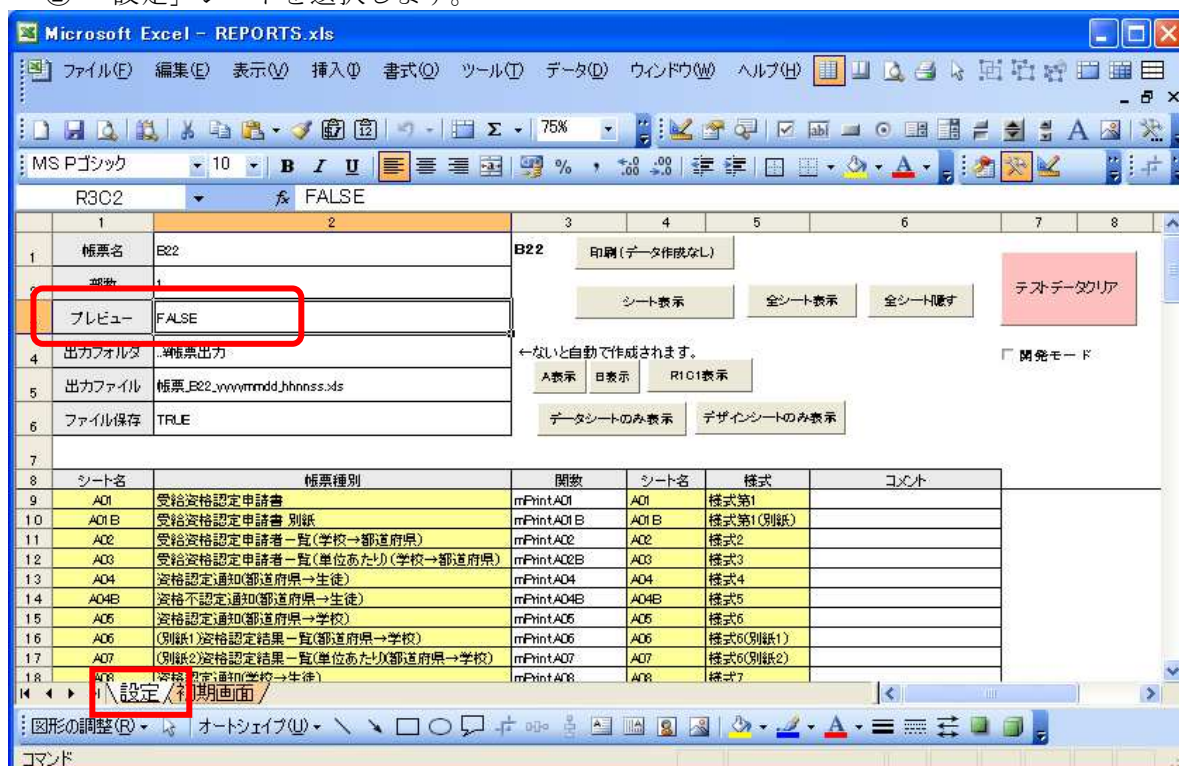 「設定」シートを選択します。
Microsoft Excel - REPORTS.xls
ファイル(F) 編集(E) 表示(V) 挿入(I) 書式(O) ツール(T) データ(D) ウィンドウ(W) ヘルプ(H)
75%
MS Pゴシック 10 B I U % ,
R3C2 fx FALSE
1 2 3 4 5 6 7 8
1 帳票名 B22 B22 印刷(データ作成なし)
部数 1 シート表示 全シート表示 全シート隠す テストデータクリア
プレビュー FALSE
4 出力フォルダ ..¥帳票出力 ←ないと自動で作成されます。 開発モード
5 出力ファイル 帳票_B22_yyyymmdd_hhnnss.xls A表示 B表示 R1C1表示
6 ファイル保存 TRUE データシートのみ表示 デザインシートのみ表示
7
8 シート名 帳票種別 関数 シート名 様式 コメント
9 A01 受給資格認定申請書 mPrintA01 A01 様式第1
10 A01B 受給資格認定申請書 別紙 mPrintA01B A01B 様式第1(別紙)
11 A02 受給資格認定申請者一覧(学校→都道府県) mPrintA02 A02 様式2
12 A03 受給資格認定申請者一覧(単位あたり)(学校→都道府県) mPrintA02B A03 様式3
13 A04 資格認定通知(都道府県→生徒) mPrintA04 A04 様式4
14 A04B 資格不認定通知(都道府県→生徒) mPrintA04B A04B 様式5
15 A05 資格認定通知(都道府県→学校) mPrintA05 A05 様式6
16 A06 (別紙1)資格認定結果一覧(都道府県→学校) mPrintA06 A06 様式6(別紙1)
17 A07 (別紙2)資格認定結果一覧(単位あたり)(都道府県→学校) mPrintA07 A07 様式6(別紙2)
18 A08 資格認定通知(学校→生徒) mPrintA08 A08 様式7
設定 初期画面
図形の調整(R) オートシェイプ(U)
コマンド